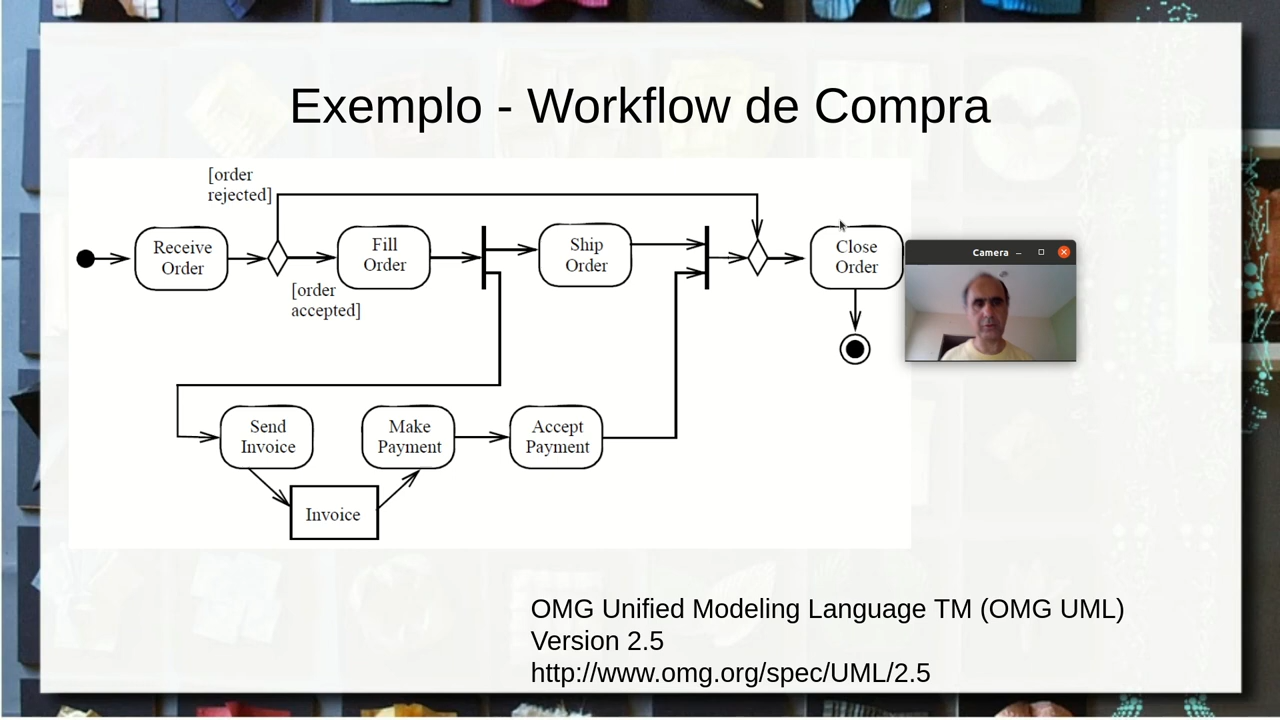 Exemplo - Workflow de Compra
[order
rejected]
Receive
Order
Fill
Order
Ship
Order
Close
Order
[order
accepted]
Camera
Send
Invoice
Make
Payment
Accept
Payment
Invoice
OMG Unified Modeling Language TM (OMG UML)
Version 2.5
http://www.omg.org/spec/UML/2.5